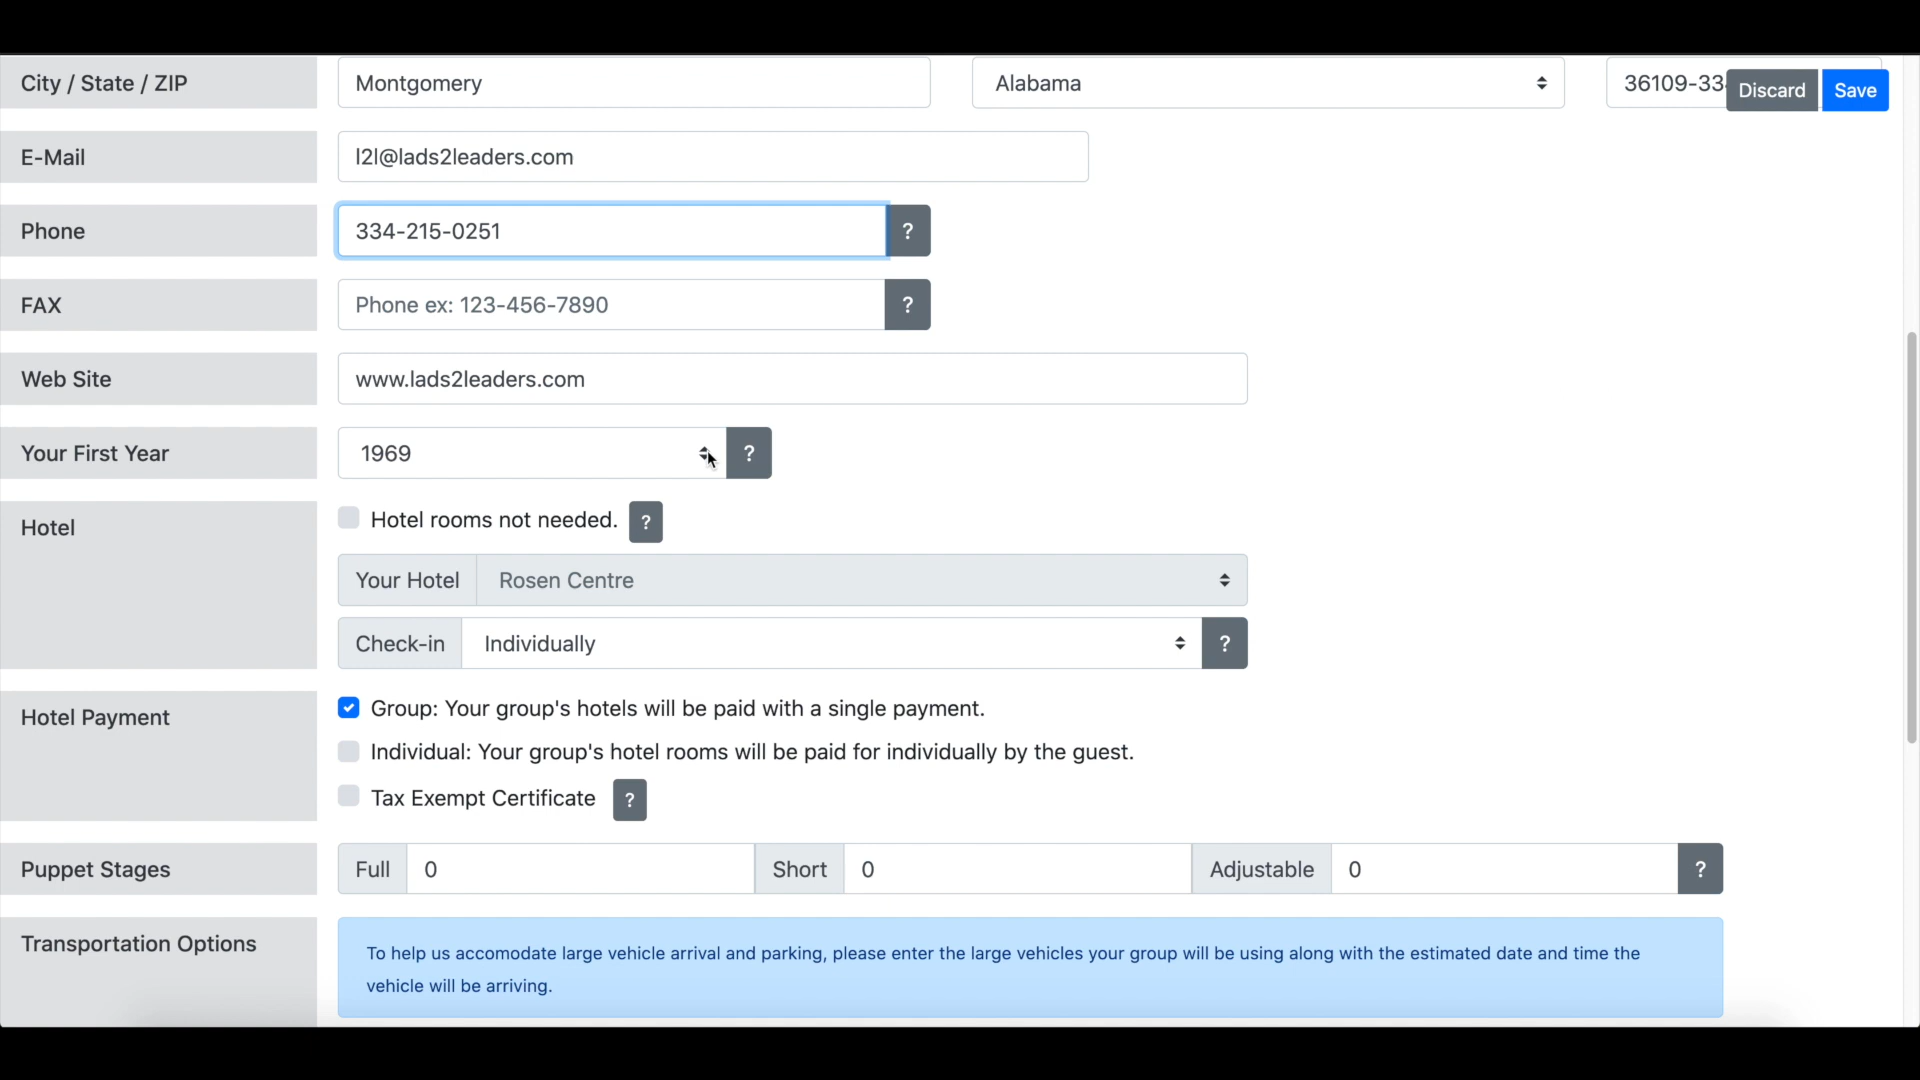 City / State / ZIP Montgomery Alabama 36109-33 Discard Save
E-Mail l2l@lads2leaders.com
Phone 334-215-0251 ?
FAX Phone ex: 123-456-7890 ?
Web Site www.lads2leaders.com
Your First Year 1969 ?
Hotel Hotel rooms not needed. ?
Your Hotel Rosen Centre
Check-in Individually ?
Hotel Payment Group: Your group's hotels will be paid with a single payment.
Individual: Your group's hotel rooms will be paid for individually by the guest.
Tax Exempt Certificate ?
Puppet Stages Full 0 Short 0 Adjustable 0 ?
Transportation Options To help us accomodate large vehicle arrival and parking, please enter the large vehicles your group will be using along with the estimated date and time the
vehicle will be arriving.